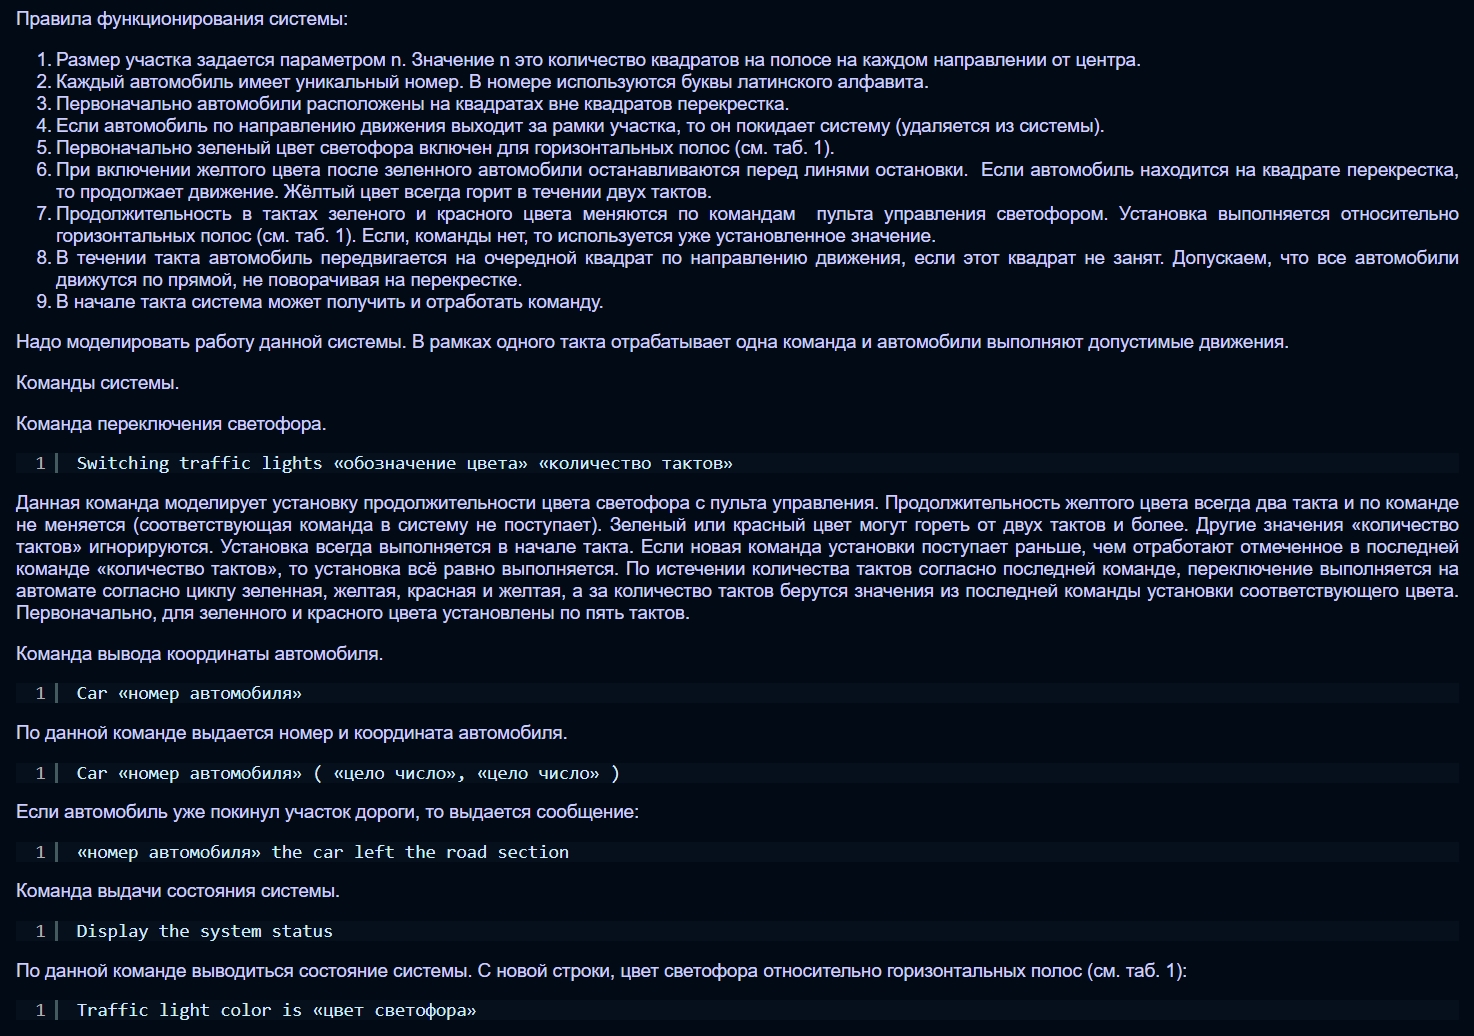 Правила функционирования системы:
1. Размер участка задается параметром n. Значение n это количество квадратов на полосе на каждом направлении от центра.
2. Каждый автомобиль имеет уникальный номер. В номере используются буквы латинского алфавита.
3. Первоначально автомобили расположены на квадратах вне квадратов перекрестка.
4. Если автомобиль по направлению движения выходит за рамки участка, то он покидает систему (удаляется из системы).
5. Первоначально зеленый цвет светофора включен для горизонтальных полос (см. таб. 1).
6. При включении желтого цвета после зеленного автомобили останавливаются перед линиями остановки. Если автомобиль находится на квадрате перекрестка,
то продолжает движение. Жёлтый цвет всегда горит в течении двух тактов.
7. Продолжительность в тактах зеленого и красного цвета меняются по командам пульта управления светофором. Установка выполняется относительно
горизонтальных полос (см. таб. 1). Если, команды нет, то используется уже установленное значение.
8. В течении такта автомобиль передвигается на очередной квадрат по направлению движения, если этот квадрат не занят. Допускаем, что все автомобили
движутся по прямой, не поворачивая на перекрестке.
9. В начале такта система может получить и отработать команду.
Надо моделировать работу данной системы. В рамках одного такта отрабатывает одна команда и автомобили выполняют допустимые движения.
Команды системы.
Команда переключения светофора.
1 Switching traffic lights «обозначение цвета» «количество тактов»
Данная команда моделирует установку продолжительности цвета светофора с пульта управления. Продолжительность желтого цвета всегда два такта и по команде
не меняется (соответствующая команда в систему не поступает). Зеленый или красный цвет могут гореть от двух тактов и более. Другие значения «количество
тактов» игнорируются. Установка всегда выполняется в начале такта. Если новая команда установки поступает раньше, чем отработают отмеченное в последней
команде «количество тактов», то установка всё равно выполняется. По истечении количества тактов согласно последней команде, переключение выполняется на
автомате согласно циклу зеленная, желтая, красная и желтая, а за количество тактов берутся значения из последней команды установки соответствующего цвета.
Первоначально, для зеленного и красного цвета установлены по пять тактов.
Команда вывода координаты автомобиля.
1 Car «номер автомобиля»
По данной команде выдается номер и координата автомобиля.
1 Car «номер автомобиля» ( «цело число», «цело число» )
Если автомобиль уже покинул участок дороги, то выдается сообщение:
1 «номер автомобиля» the car left the road section
Команда выдачи состояния системы.
1 Display the system status
По данной команде выводиться состояние системы. С новой строки, цвет светофора относительно горизонтальных полос (см. таб. 1):
1 Traffic light color is «цвет светофора»